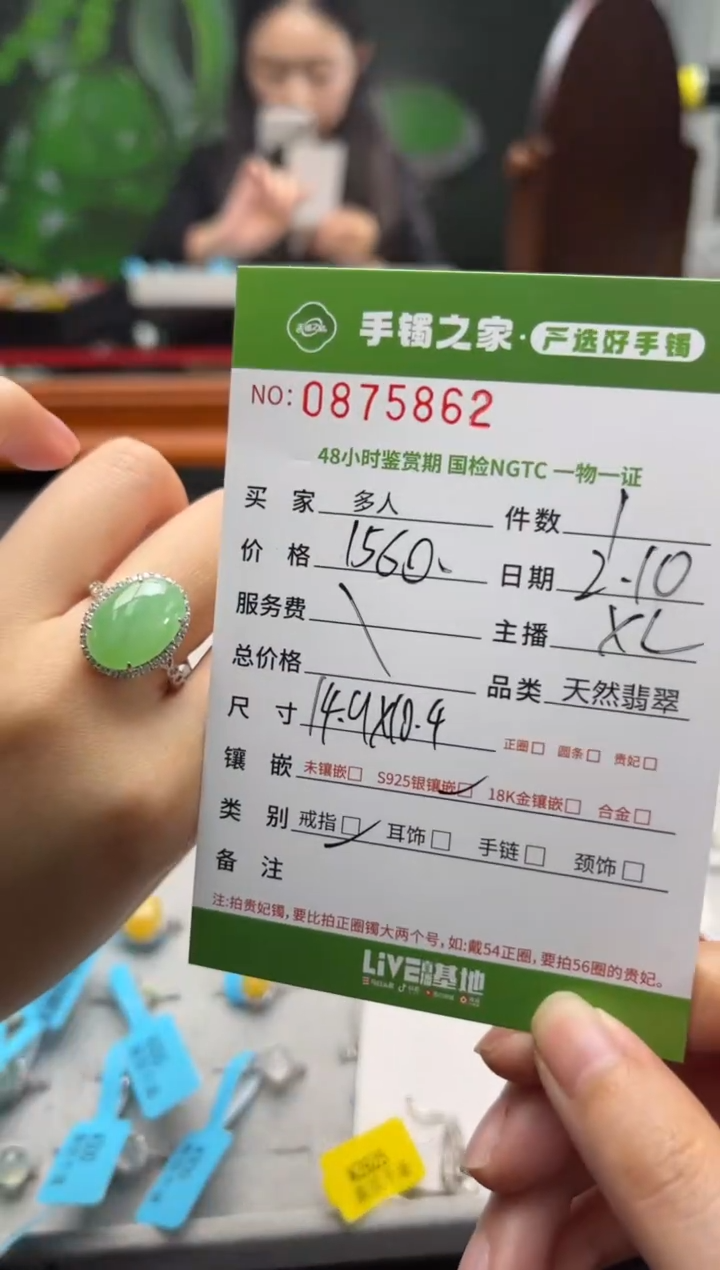 手镯之家·严选好手镯
NO: 0875862
48小时鉴赏期 国检NGTC 一物一证
买 家 多人 件数 1
价 格 1560、 日期 2.10
服务费 \ 主播 XL
总价格 品类 天然翡翠
尺 寸 14.9X10.4 正圈□ 圆条□ 贵妃□
镶 嵌 未镶嵌□ S925银镶嵌☑ 18K金镶嵌□ 合金□
类 别 戒指☑ 耳饰□ 手链□ 颈饰□
备 注
注:拍贵妃镯,要比拍正圈镯大两个号,如:戴54正圈,要拍56圈的贵妃。
LiVE 基地